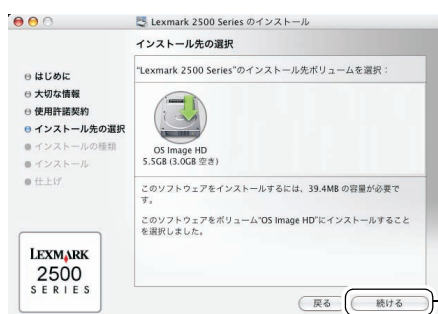 Lexmark 2500 Series のインストール
インストール先の選択
はじめに
大切な情報
使用許諾契約
インストール先の選択
インストールの種類
インストール
仕上げ
"Lexmark 2500 Series"のインストール先ボリュームを選択：
OS Image HD
5.5GB (3.0GB 空き)
このソフトウェアをインストールするには、39.4MB の容量が必要で
す。
このソフトウェアをボリューム"OS Image HD"にインストールすること
を選択しました。
LEXMARK
2500
SERIES
戻る
続ける